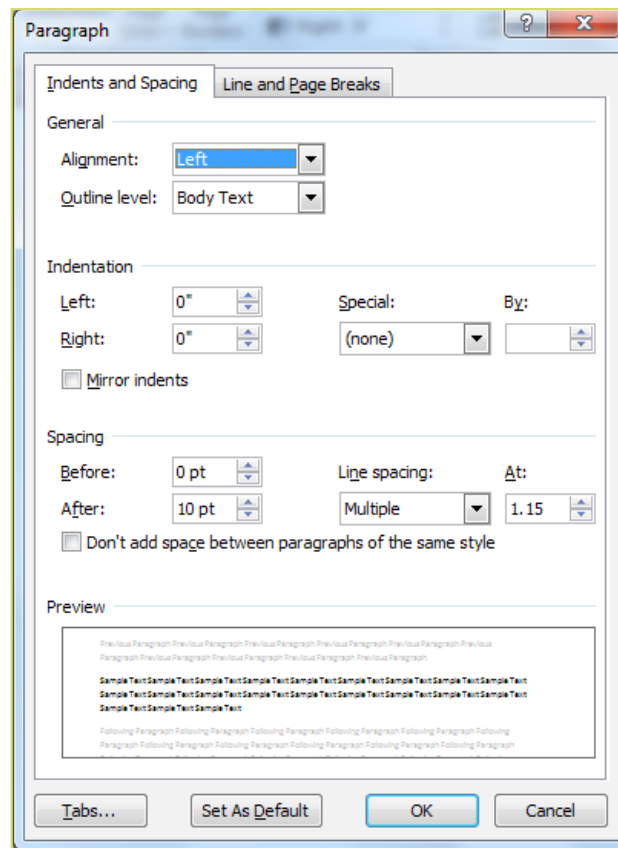 Paragraph
?
Indents and Spacing
Line and Page Breaks
General
Alignment: Left
Outline level: Body Text
Indentation
Left: 0" Special: By:
Right: 0" (none)
Mirror indents
Spacing
Before: 0 pt Line spacing: At:
After: 10 pt Multiple 1.15
Don't add space between paragraphs of the same style
Preview
Previous Paragraph Previous Paragraph Previous Paragraph Previous Paragraph Previous Paragraph Previous
Paragraph Previous Paragraph Previous Paragraph Previous Paragraph Previous Paragraph
Sample Text Sample Text Sample Text Sample Text Sample Text Sample Text Sample Text Sample Text Sample Text
Sample Text Sample Text Sample Text Sample Text Sample Text Sample Text Sample Text Sample Text Sample Text
Sample Text Sample Text Sample Text
Following Paragraph Following Paragraph Following Paragraph Following Paragraph Following
Paragraph Following Paragraph Following Paragraph Following Paragraph Following Paragraph
Tabs... Set As Default OK Cancel